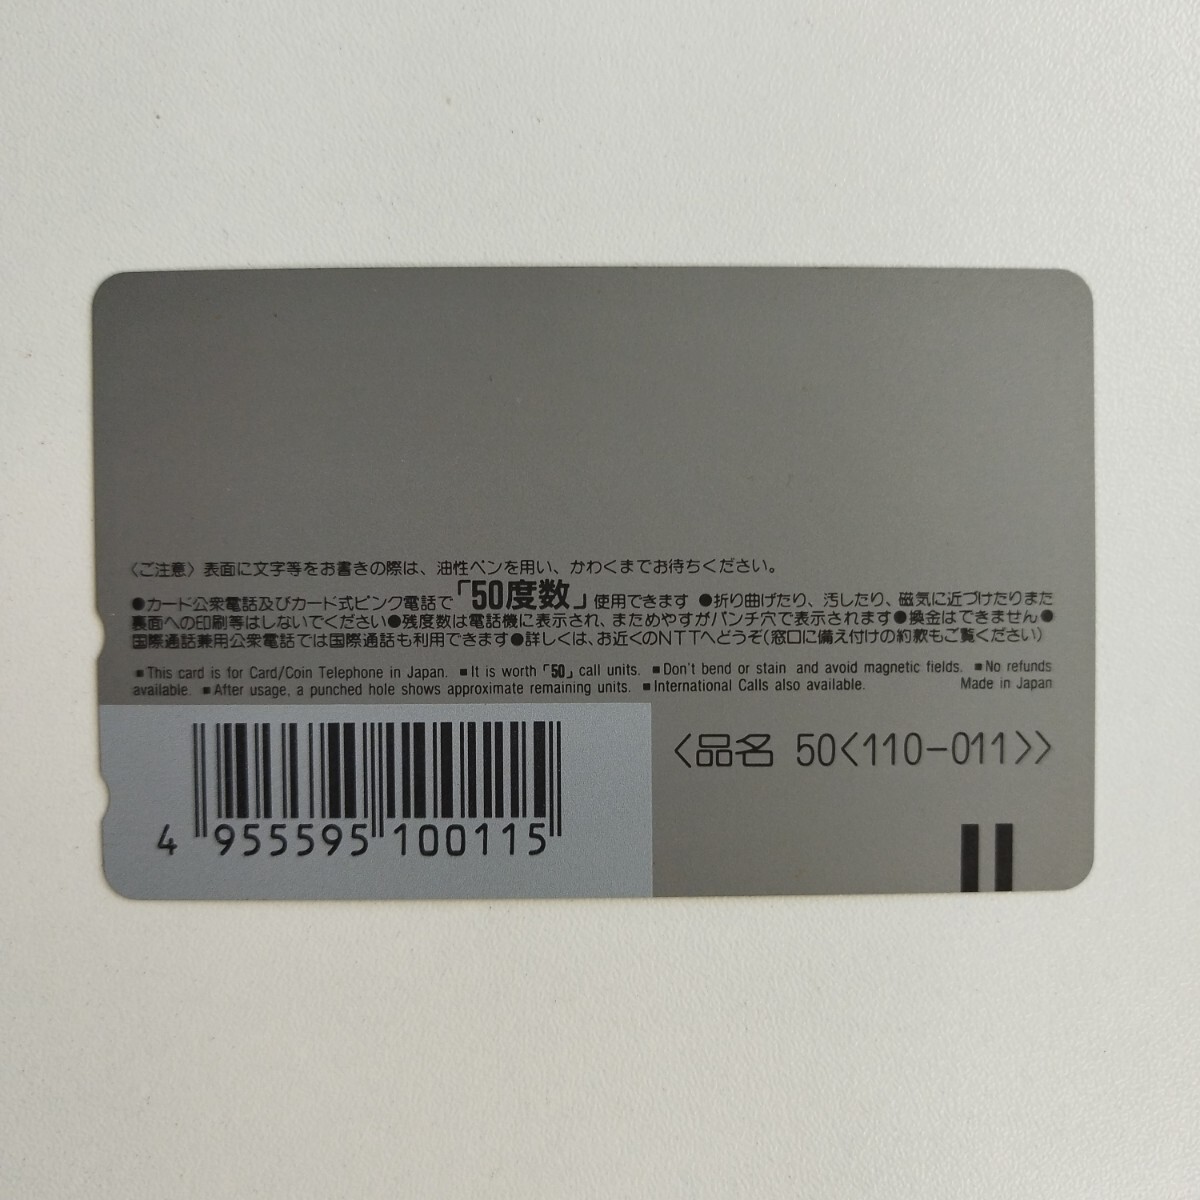 〈ご注意〉表面に文字等をお書きの際は、油性ペンを用い、かわくまでお待ちください。
●カード公衆電話及びカード式ピンク電話で「50度数」使用できます ●折り曲げたり、汚したり、磁気に近づけたりまた
裏面への印刷等はしないでください●残度数は電話機に表示され、まためやすがパンチ穴で表示されます●換金はできません●
国際通話兼用公衆電話では国際通話も利用できます●詳しくは、お近くのNTTへどうぞ(窓口に備え付けの約款もご覧ください)
■This card is for Card/Coin Telephone in Japan. ■It is worth「50」call units. ■Don't bend or stain and avoid magnetic fields. ■No refunds
available. ■After usage, a punched hole shows approximate remaining units. ■International Calls also available. Made in Japan
〈品名 50〈110-011〉〉
4 955595 100115